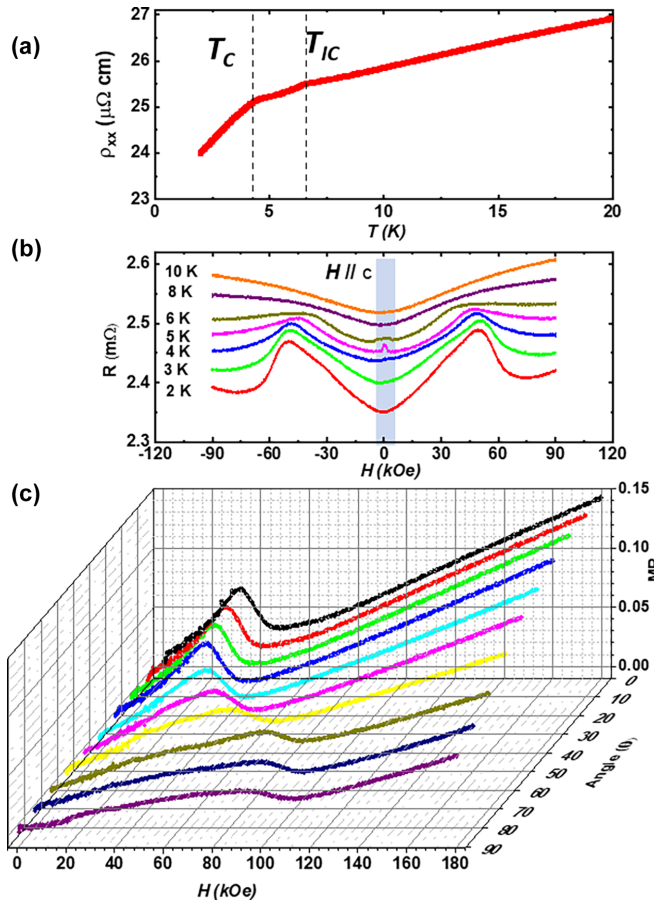 (a)
27
26
25
24
23
ρxx (μΩ cm)
TC
TIC
0
5
10
15
20
T (K)
(b)
2.6
2.5
2.4
2.3
R (mΩ)
H // c
10 K
8 K
6 K
5 K
4 K
3 K
2 K
-120
-90
-60
-30
0
30
60
90
120
H (kOe)
(c)
0.15
0.10
0.05
0.00
MR
0
10
20
30
40
50
60
70
80
90
Angle (θ)
0
20
40
60
80
100
120
140
160
180
H (kOe)